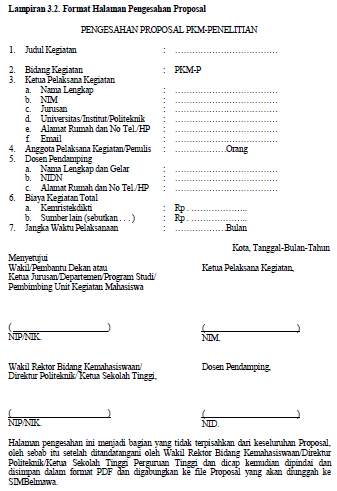 Lampiran 3.2. Format Halaman Pengesahan Proposal
PENGESAHAN PROPOSAL PKM-PENELITIAN
1. Judul Kegiatan : ……………………………
2. Bidang Kegiatan : PKM-P
3. Ketua Pelaksana Kegiatan
a. Nama Lengkap : ……………………………
b. NIM : ……………………………
c. Jurusan : ……………………………
d. Universitas/Institut/Politeknik : ……………………………
e. Alamat Rumah dan No Tel./HP : ……………………………
f. Email : ……………………………
4. Anggota Pelaksana Kegiatan/Penulis : ……………….Orang
5. Dosen Pendamping
a. Nama Lengkap dan Gelar : ……………………………
b. NIDN : ……………………………
c. Alamat Rumah dan No Tel./HP : ……………………………
6. Biaya Kegiatan Total
a. Kemristekdikti : Rp . ………………..
b. Sumber lain (sebutkan . . . ) : Rp . ………………..
7. Jangka Waktu Pelaksanaan : ……………….Bulan
Kota, Tanggal-Bulan-Tahun
Menyetujui
Wakil/Pembantu Dekan atau Ketua Pelaksana Kegiatan,
Ketua Jurusan/Departemen/Program Studi/
Pembimbing Unit Kegiatan Mahasiswa
(____________________) (____________________)
NIP/NIK. NIM.
Wakil Rektor Bidang Kemahasiswaan/ Dosen Pendamping,
Direktur Politeknik/ Ketua Sekolah Tinggi,
(____________________) (____________________)
NIP/NIK. NID.
Halaman pengesahan ini menjadi bagian yang tidak terpisahkan dari keseluruhan Proposal,
oleh sebab itu setelah ditandatangani oleh Wakil Rektor Bidang Kemahasiswaan/Direktur
Politeknik/Ketua Sekolah Tinggi Perguruan Tinggi dan dicap kemudian dipindai dan
disimpan dalam format PDF dan digabungkan ke file Proposal yang akan diunggah ke
SIMBelmawa.